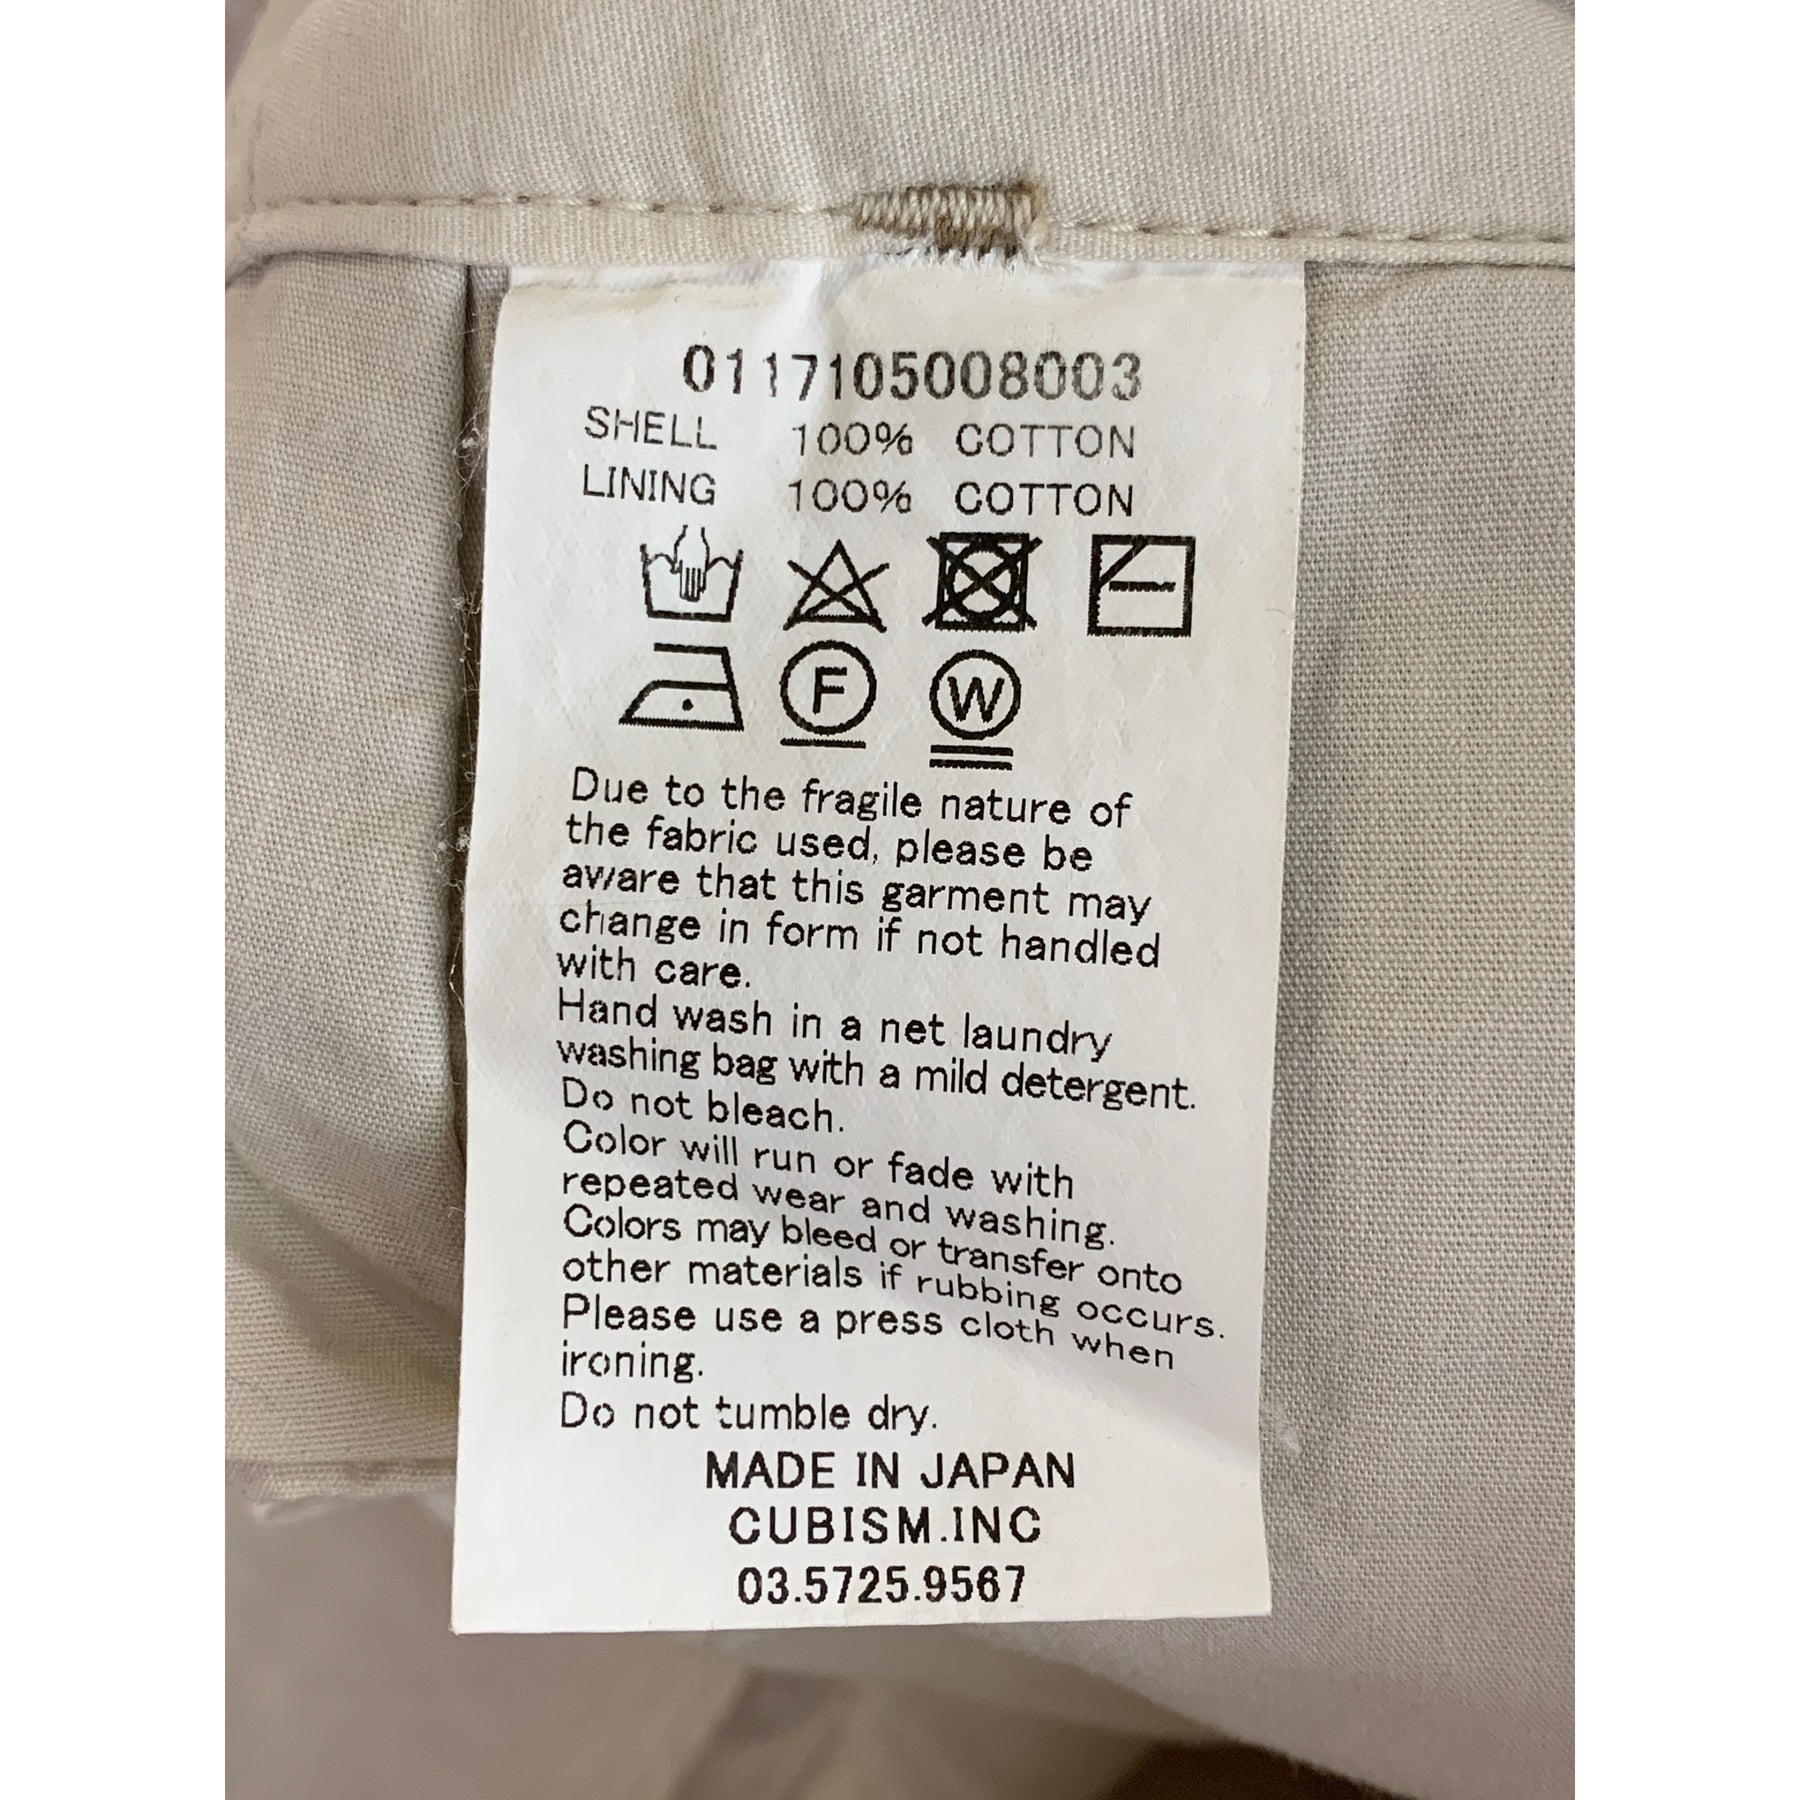 0117105008003
SHELL 100% COTTON
LINING 100% COTTON
F W
Due to the fragile nature of
the fabric used, please be
aware that this garment may
change in form if not handled
with care.
Hand wash in a net laundry
washing bag with a mild detergent.
Do not bleach.
Color will run or fade with
repeated wear and washing.
Colors may bleed or transfer onto
other materials if rubbing occurs.
Please use a press cloth when
ironing.
Do not tumble dry.
MADE IN JAPAN
CUBISM.INC
03.5725.9567